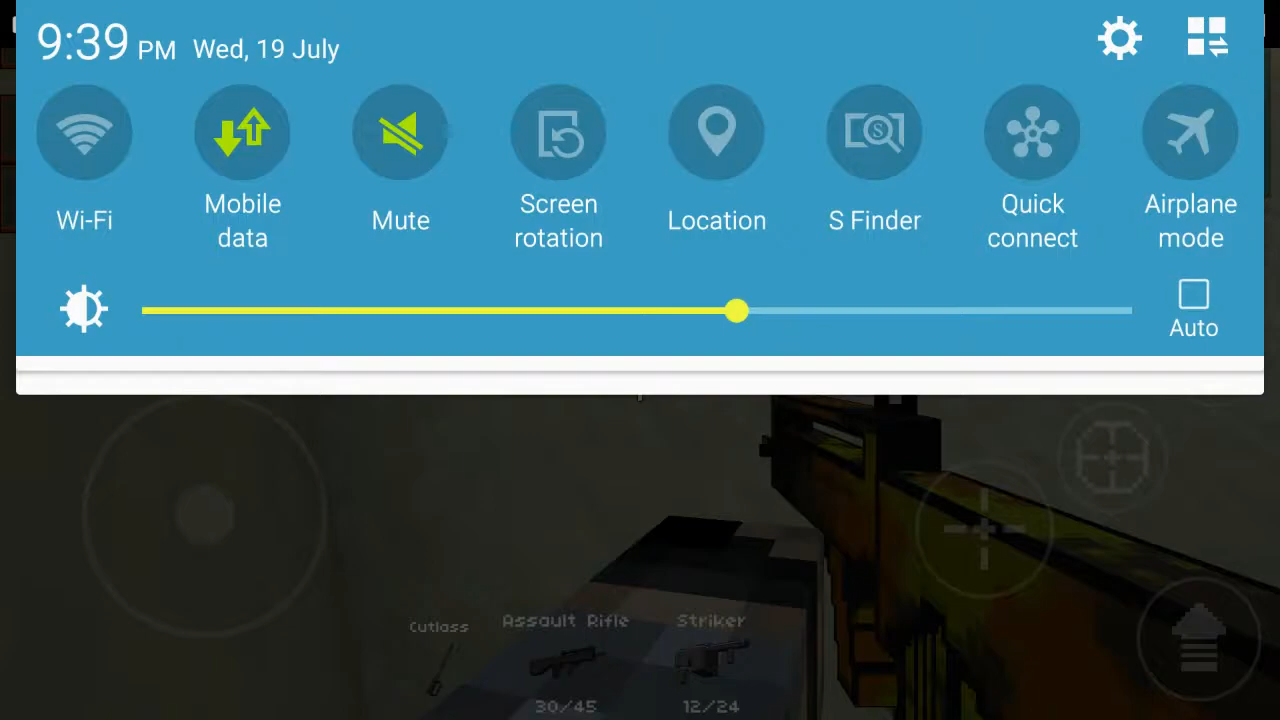 9:39 PM Wed, 19 July
Wi-Fi
Mobile data
Mute
Screen rotation
Location
S Finder
Quick connect
Airplane mode
Auto
Cutlass
Assault Rifle
Striker
30/45
12/24